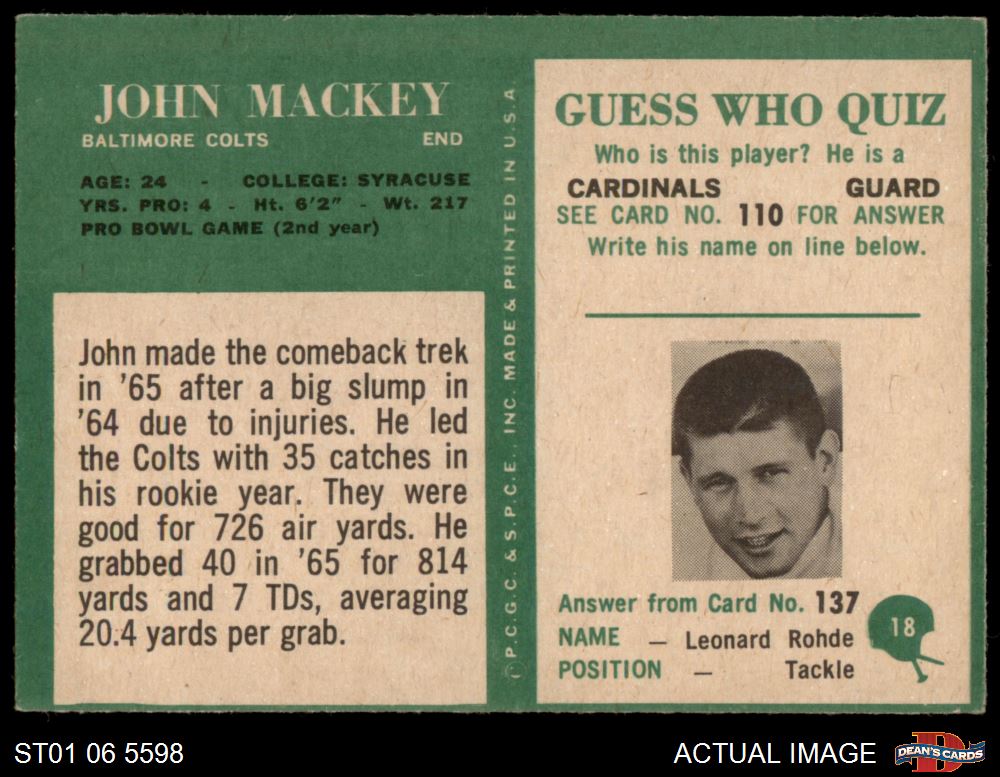 JOHN MACKEY
BALTIMORE COLTS END
AGE: 24 - COLLEGE: SYRACUSE
YRS. PRO: 4 - Ht. 6'2" - Wt. 217
PRO BOWL GAME (2nd year)
John made the comeback trek
in '65 after a big slump in
'64 due to injuries. He led
the Colts with 35 catches in
his rookie year. They were
good for 726 air yards. He
grabbed 40 in '65 for 814
yards and 7 TDs, averaging
20.4 yards per grab.
© P.C.G.C. & S.P.C.E., INC. MADE & PRINTED IN U.S.A.
GUESS WHO QUIZ
Who is this player? He is a
CARDINALS GUARD
SEE CARD NO. 110 FOR ANSWER
Write his name on line below.
Answer from Card No. 137
NAME — Leonard Rohde
POSITION — Tackle
18
ST01 06 5598
ACTUAL IMAGE
D
DEAN'S CARDS